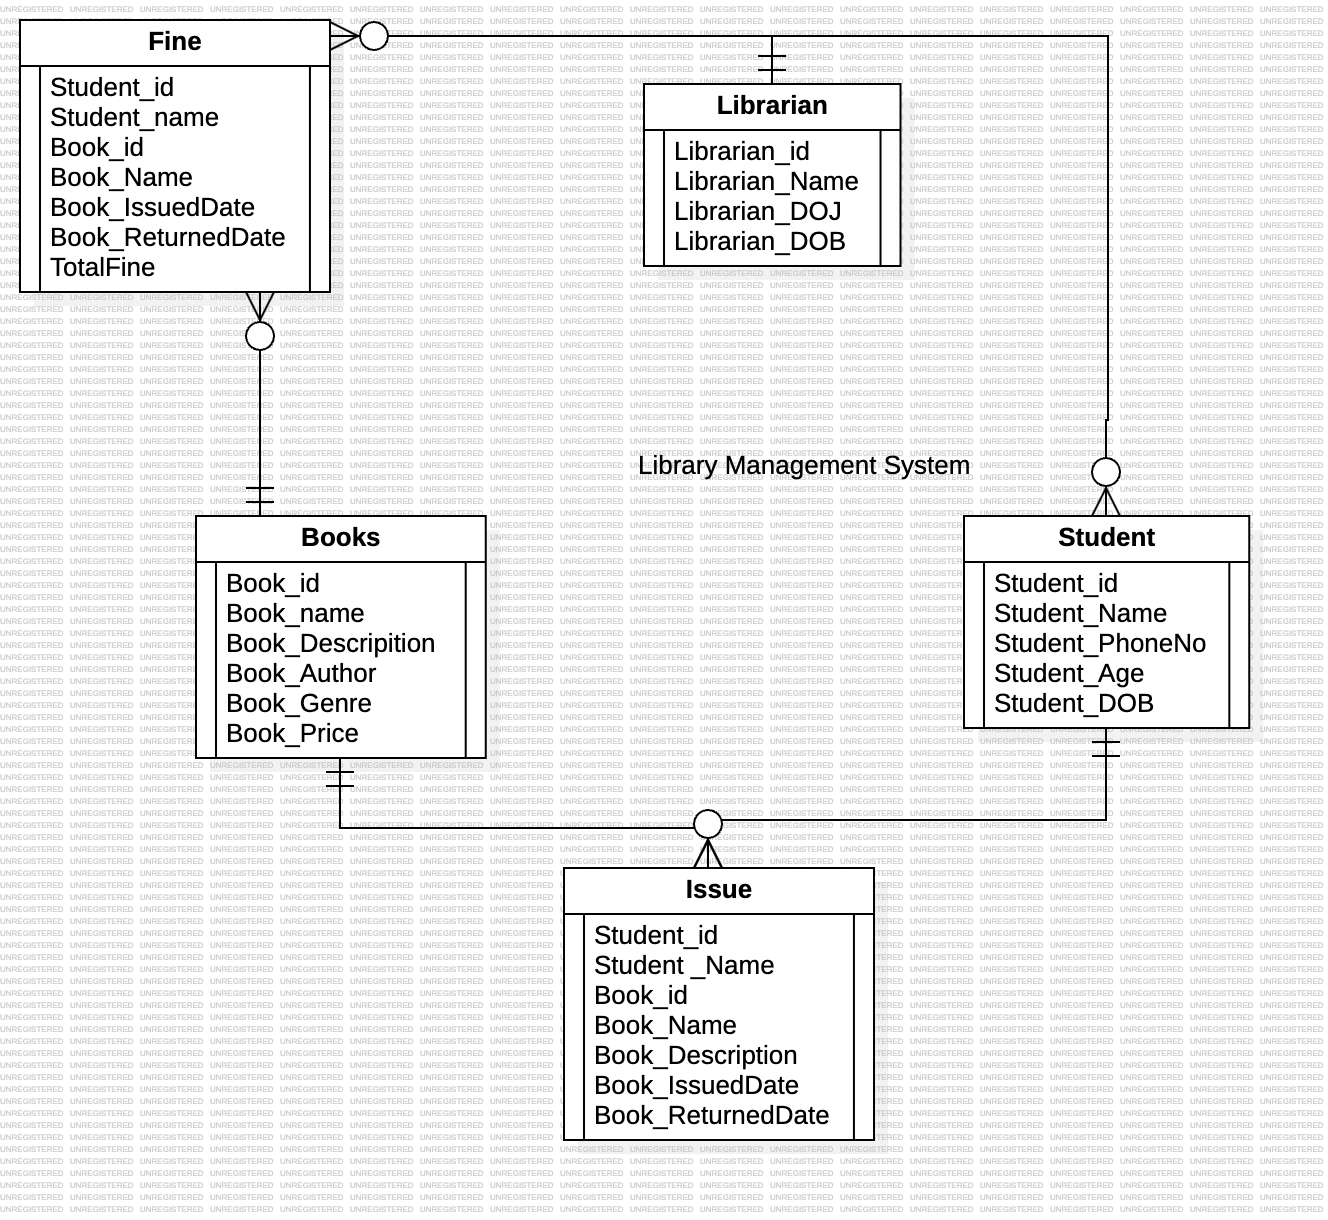 Fine
Student_id
Student_name
Book_id
Book_Name
Book_IssuedDate
Book_ReturnedDate
TotalFine
Librarian
Librarian_id
Librarian_Name
Librarian_DOJ
Librarian_DOB
Library Management System
Books
Book_id
Book_name
Book_Descripition
Book_Author
Book_Genre
Book_Price
Student
Student_id
Student_Name
Student_PhoneNo
Student_Age
Student_DOB
Issue
Student_id
Student _Name
Book_id
Book_Name
Book_Description
Book_IssuedDate
Book_ReturnedDate
UNREGISTERED